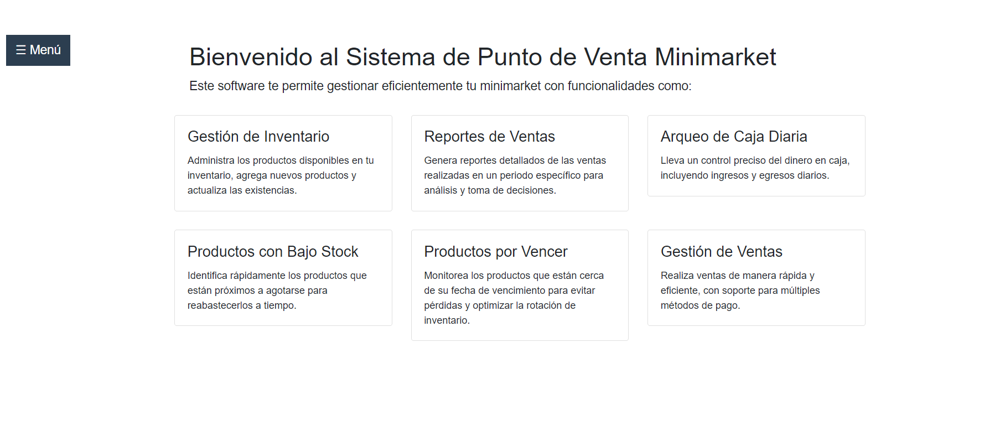 ☰ Menú
Bienvenido al Sistema de Punto de Venta Minimarket
Este software te permite gestionar eficientemente tu minimarket con funcionalidades como:
Gestión de Inventario
Administra los productos disponibles en tu
inventario, agrega nuevos productos y
actualiza las existencias.
Reportes de Ventas
Genera reportes detallados de las ventas
realizadas en un periodo específico para
análisis y toma de decisiones.
Arqueo de Caja Diaria
Lleva un control preciso del dinero en caja,
incluyendo ingresos y egresos diarios.
Productos con Bajo Stock
Identifica rápidamente los productos que
están próximos a agotarse para
reabastecerlos a tiempo.
Productos por Vencer
Monitorea los productos que están cerca
de su fecha de vencimiento para evitar
pérdidas y optimizar la rotación de
inventario.
Gestión de Ventas
Realiza ventas de manera rápida y
eficiente, con soporte para múltiples
métodos de pago.